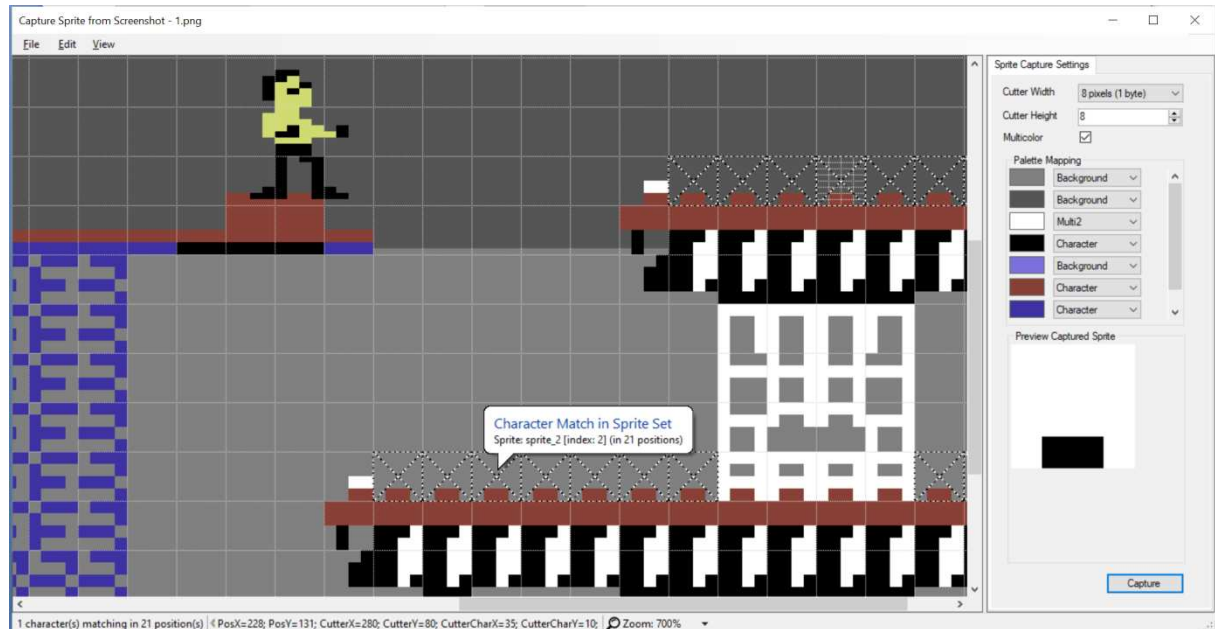 Capture Sprite from Screenshot - 1.png
File Edit View
Character Match in Sprite Set
Sprite: sprite_2 [index: 2] (in 21 positions)
Sprite Capture Settings
Cutter Width 8 pixels (1 byte)
Cutter Height 8
Multicolor
Palette Mapping
Background
Background
Multi2
Character
Background
Character
Character
Preview Captured Sprite
Capture
1 character(s) matching in 21 position(s) PosX=228; PosY=131; CutterX=280; CutterY=80; CutterCharX=35; CutterCharY=10; Zoom: 700%